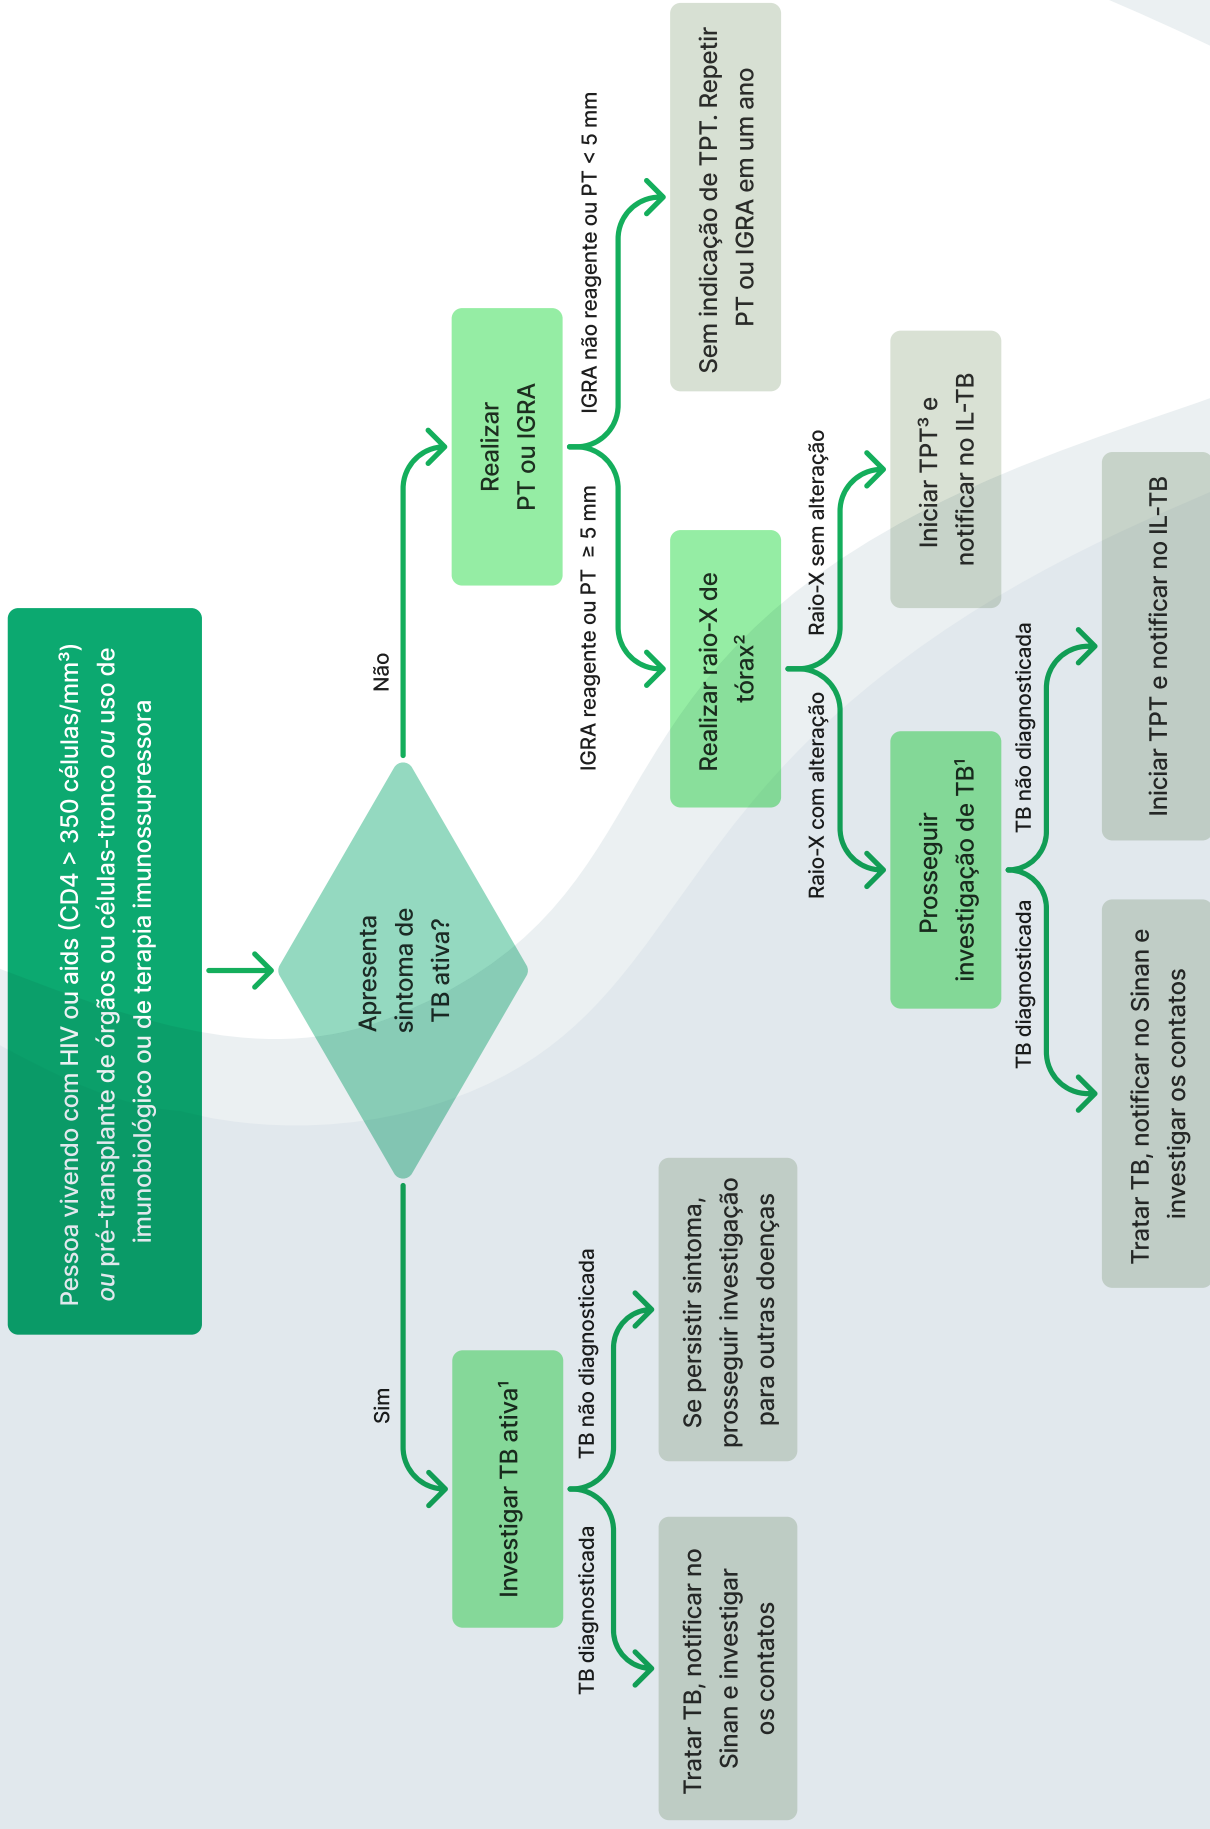 Pessoa vivendo com HIV ou aids (CD4 > 350 células/mm³)
ou pré-transplante de órgãos ou células-tronco ou uso de
imunobiológico ou de terapia imunossupressora
Apresenta
sintoma de
TB ativa?
Sim
Não
Investigar TB ativa¹
Realizar
PT ou IGRA
TB diagnosticada
TB não diagnosticada
IGRA reagente ou PT ≥ 5 mm
IGRA não reagente ou PT < 5 mm
Tratar TB, notificar no
Sinan e investigar
os contatos
Se persistir sintoma,
prosseguir investigação
para outras doenças
Realizar raio-X de
tórax²
Sem indicação de TPT. Repetir
PT ou IGRA em um ano
Raio-X com alteração
Raio-X sem alteração
Prosseguir
investigação de TB¹
Iniciar TPT³ e
notificar no IL-TB
TB diagnosticada
TB não diagnosticada
Tratar TB, notificar no Sinan e
investigar os contatos
Iniciar TPT e notificar no IL-TB